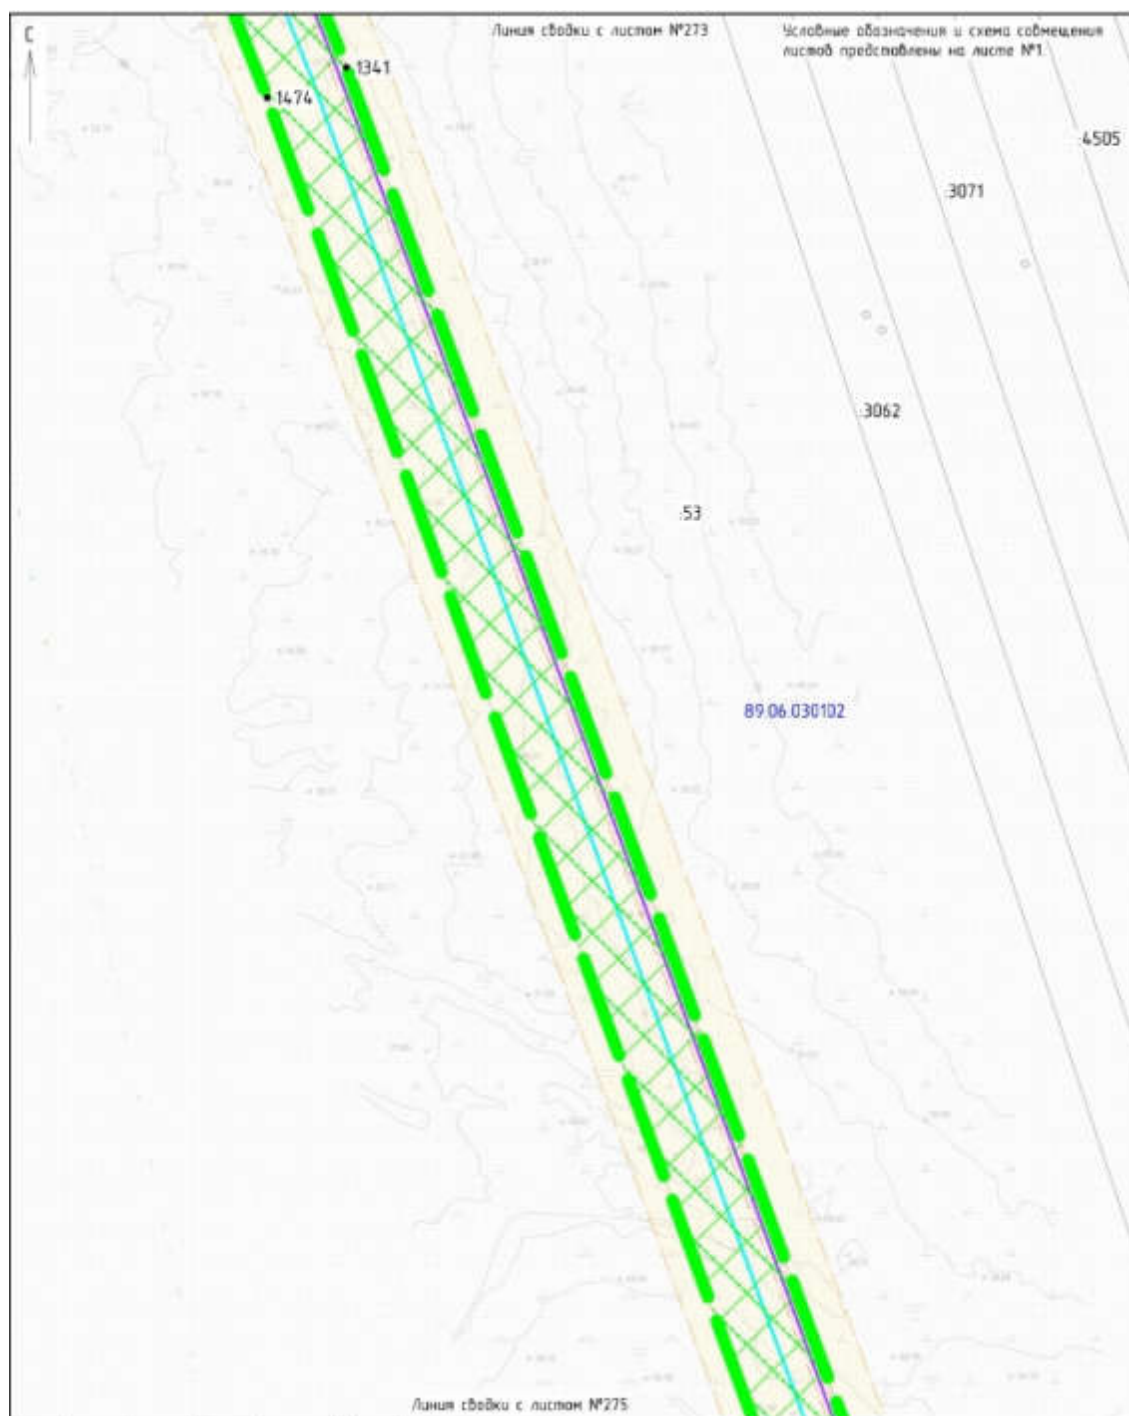 С
Линия сводки с листом №273
Условные обозначения и схема совмещения
листов представлены на листе №1.
1341
1474
:4505
:3071
:3062
:53
89:06:030102
Линия сводки с листом №275